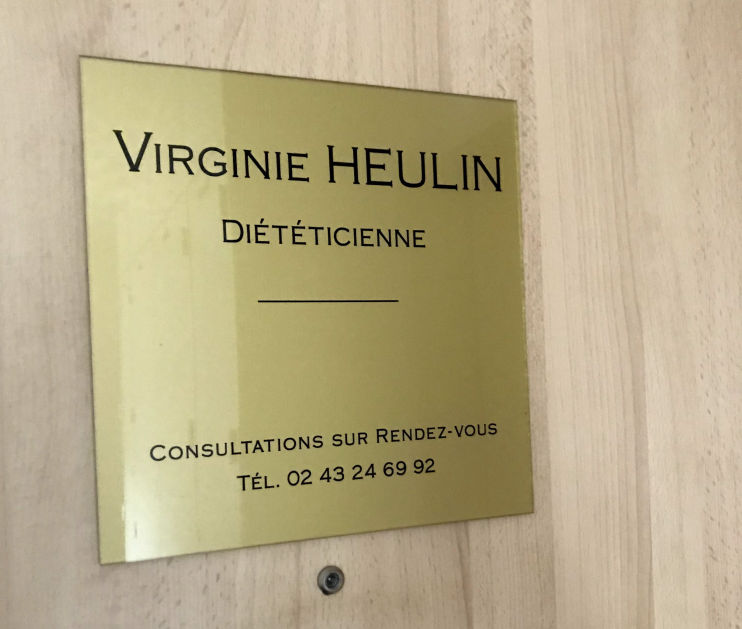 Virginie HEULIN
Diététicienne
Consultations sur Rendez-vous
Tél. 02 43 24 69 92